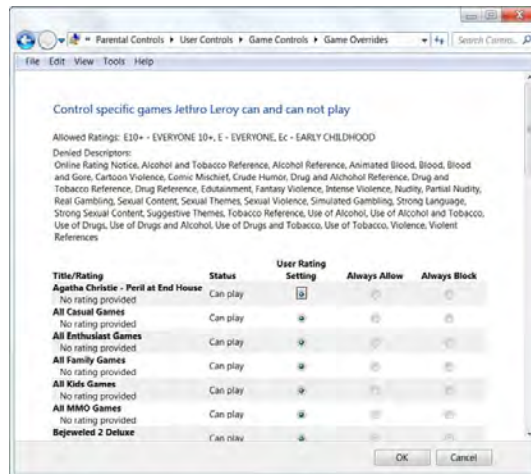 Parental Controls ▸ User Controls ▸ Game Controls ▸ Game Overrides
File Edit View Tools Help
Control specific games Jethro Leroy can and can not play
Allowed Ratings: E10+ - EVERYONE 10+, E - EVERYONE, Ec - EARLY CHILDHOOD
Denied Descriptors:
Online Rating Notice, Alcohol and Tobacco Reference, Alcohol Reference, Animated Blood, Blood, Blood
and Gore, Cartoon Violence, Comic Mischief, Crude Humor, Drug and Alchohol Reference, Drug and
Tobacco Reference, Drug Reference, Edutainment, Fantasy Violence, Intense Violence, Nudity, Partial Nudity,
Real Gambling, Sexual Content, Sexual Themes, Sexual Violence, Simulated Gambling, Strong Language,
Strong Sexual Content, Suggestive Themes, Tobacco Reference, Use of Alcohol, Use of Alcohol and Tobacco,
Use of Drugs, Use of Drugs and Alcohol, Use of Drugs and Tobacco, Use of Tobacco, Violence, Violent
References
User Rating
Title/Rating Status Setting Always Allow Always Block
Agatha Christie - Peril at End House Can play
No rating provided
All Casual Games Can play
No rating provided
All Enthusiast Games Can play
No rating provided
All Family Games Can play
No rating provided
All Kids Games Can play
No rating provided
All MMO Games Can play
No rating provided
Bejeweled 2 Deluxe Can play
OK Cancel